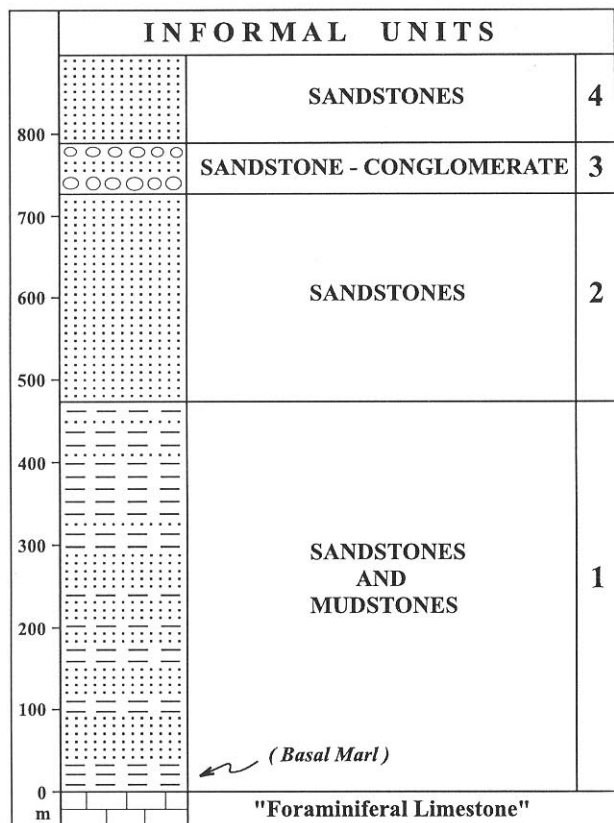 INFORMAL UNITS
SANDSTONES 4
800
SANDSTONE - CONGLOMERATE 3
700
600 SANDSTONES 2
500
400
300 SANDSTONES
AND 1
MUDSTONES
200
100
( Basal Marl )
0
m "Foraminiferal Limestone"